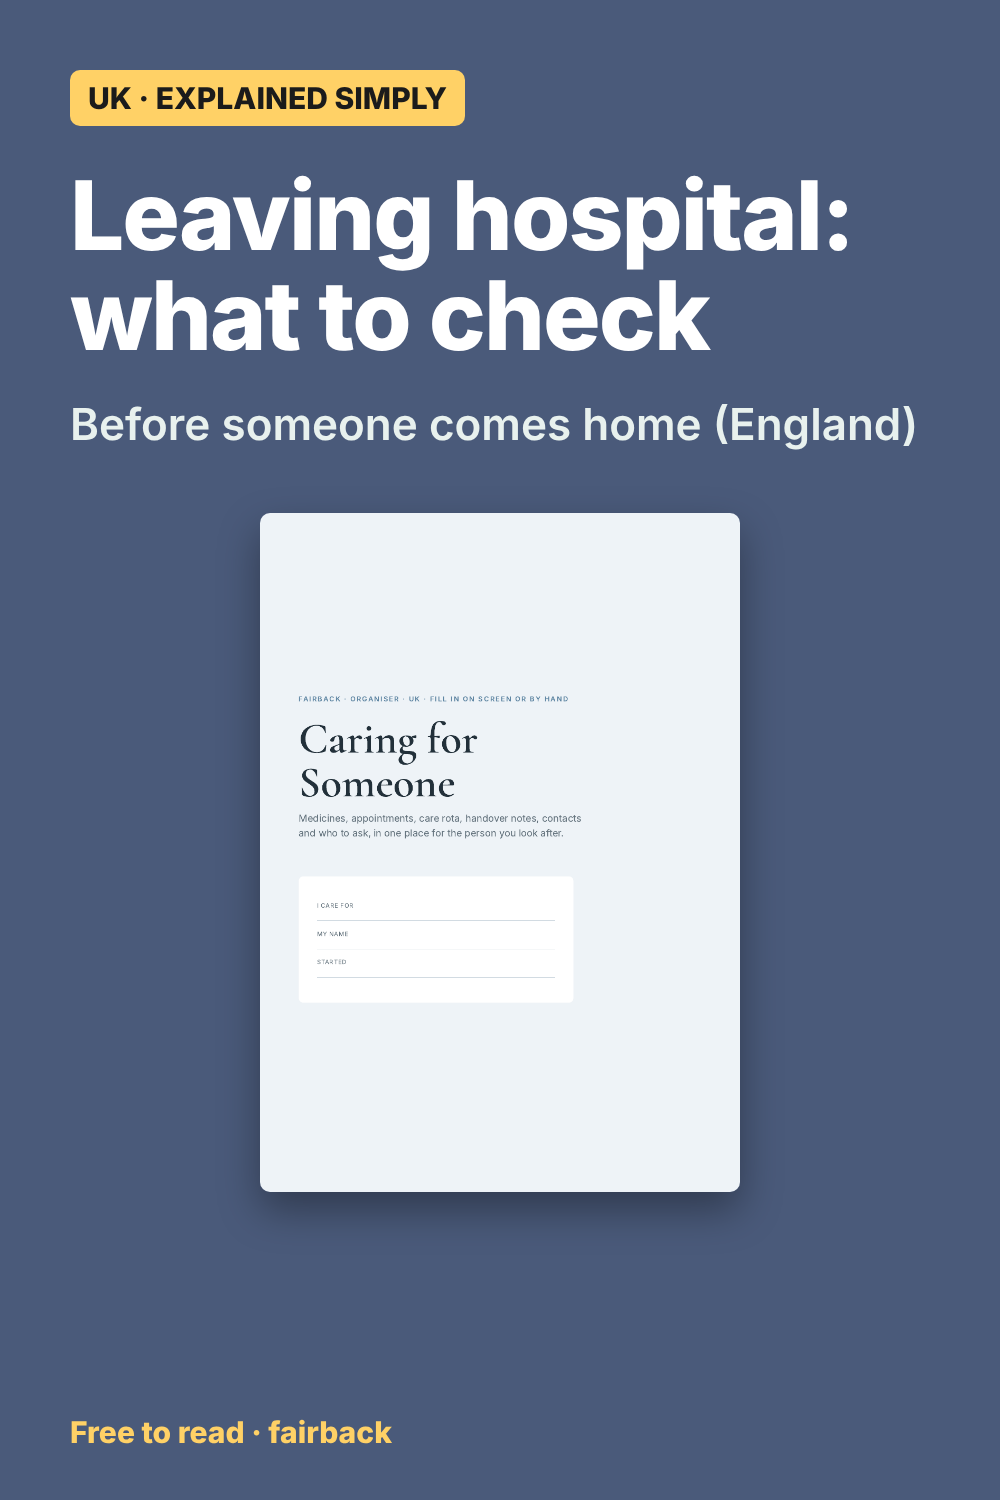 UK · EXPLAINED SIMPLY
Leaving hospital:
what to check
Before someone comes home (England)
FAIRBACK · ORGANISER · UK · FILL IN ON SCREEN OR BY HAND
Caring for
Someone
Medicines, appointments, care rota, handover notes, contacts
and who to ask, in one place for the person you look after.
I CARE FOR
MY NAME
STARTED
Free to read · fairback